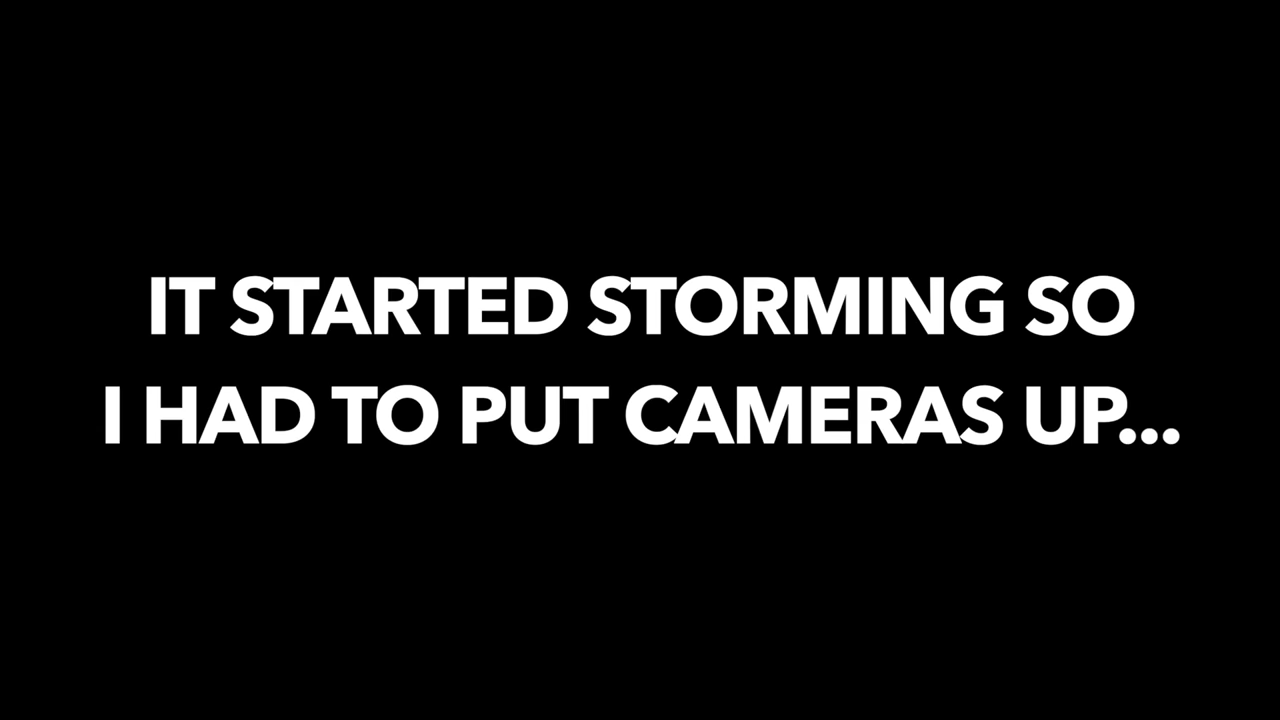 IT STARTED STORMING SO
I HAD TO PUT CAMERAS UP...